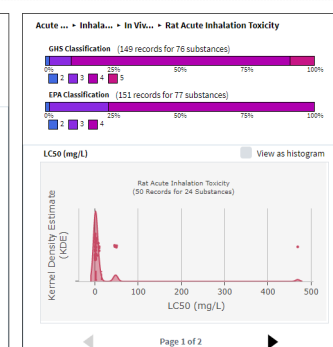 Acute ... ▸ Inhala... ▸ In Viv... ▸ Rat Acute Inhalation Toxicity
GHS Classification (149 records for 76 substances)
0% 25% 50% 75% 100%
2 3 4 5
EPA Classification (151 records for 77 substances)
0% 25% 50% 75% 100%
2 3 4
LC50 (mg/L) View as histogram
Rat Acute Inhalation Toxicity
(50 Records for 24 Substances)
Kernel Density Estimate
(KDE)
0 100 200 300 400 500
LC50 (mg/L)
Page 1 of 2